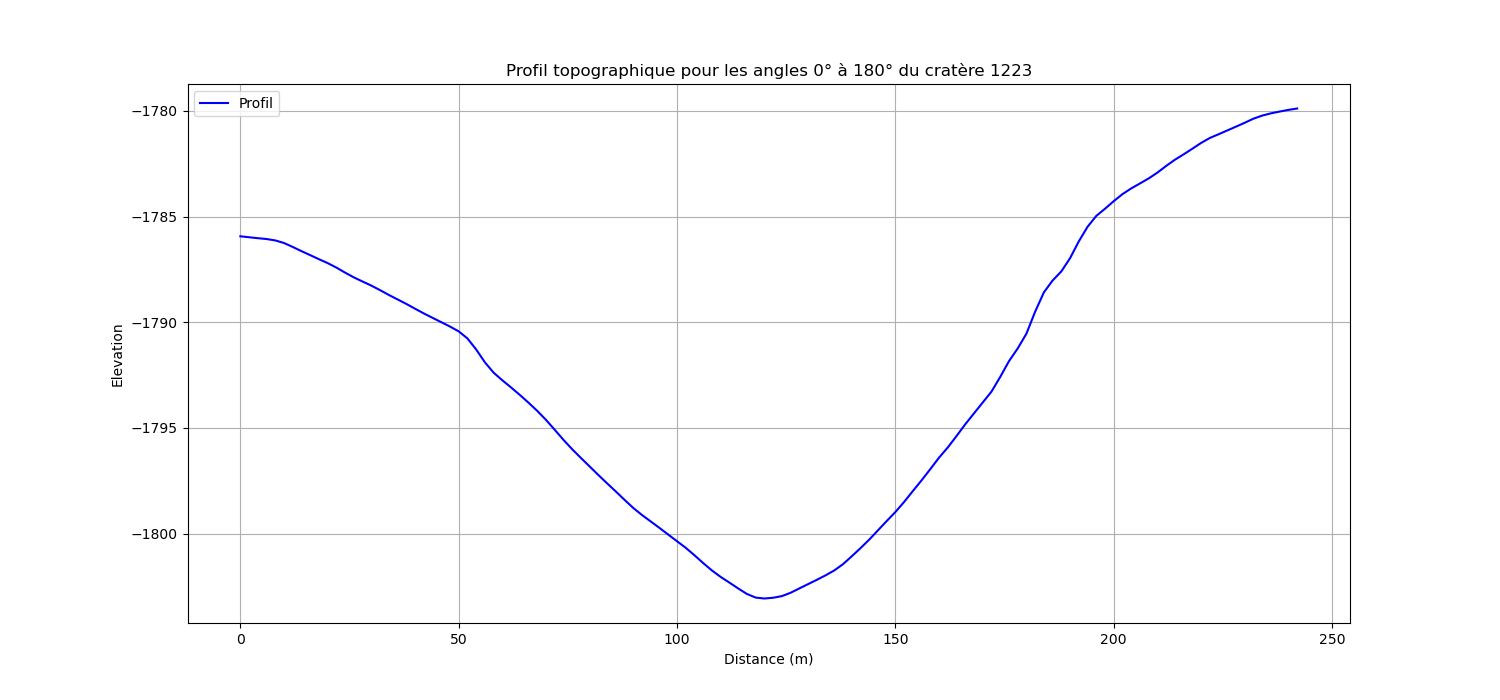 Profil topographique pour les angles 0° à 180° du cratère 1223
Profil
−1780
−1785
−1790
−1795
−1800
Elevation
0 50 100 150 200 250
Distance (m)